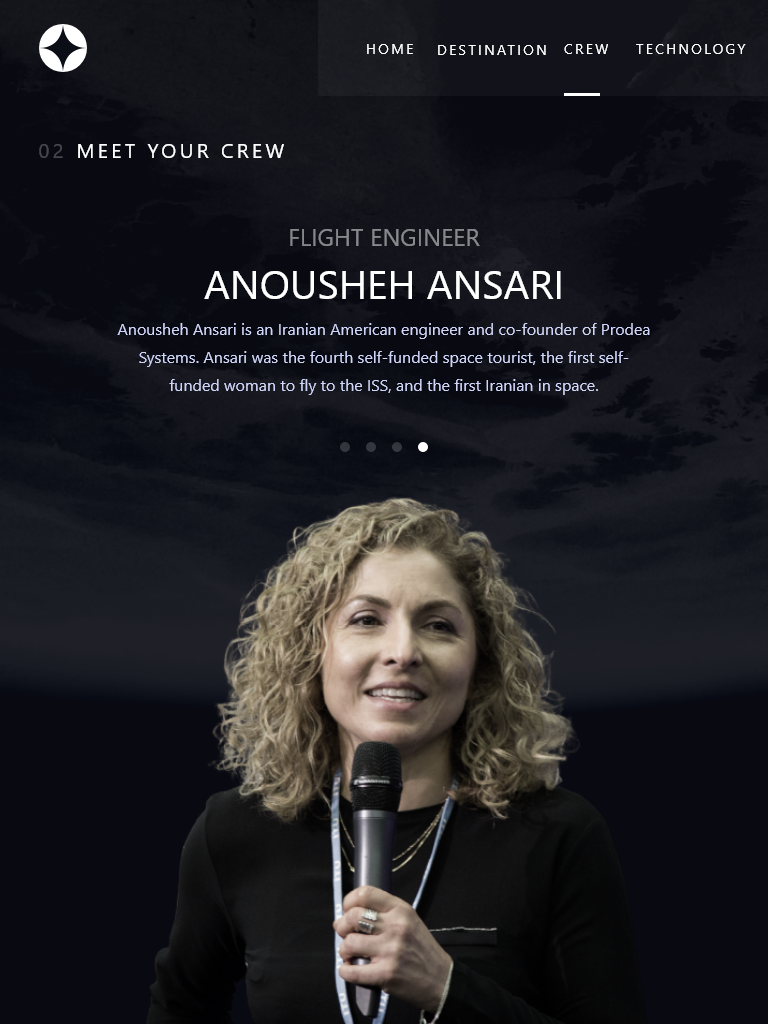 HOME DESTINATION CREW TECHNOLOGY
02 MEET YOUR CREW
FLIGHT ENGINEER
ANOUSHEH ANSARI
Anousheh Ansari is an Iranian American engineer and co-founder of Prodea
Systems. Ansari was the fourth self-funded space tourist, the first self-
funded woman to fly to the ISS, and the first Iranian in space.